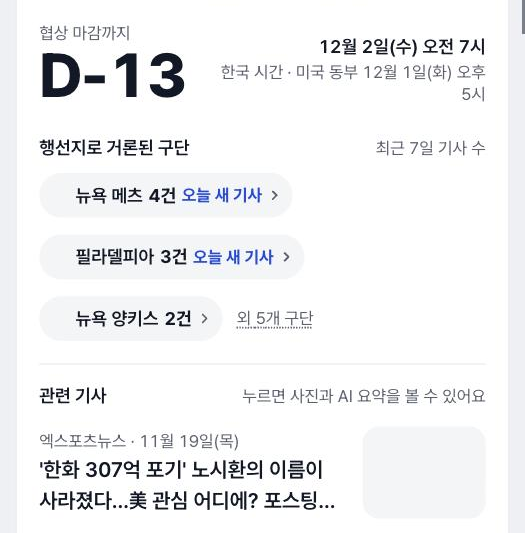 협상 마감까지
D-13
12월 2일(수) 오전 7시
한국 시간 · 미국 동부 12월 1일(화) 오후
5시
행선지로 거론된 구단
최근 7일 기사 수
뉴욕 메츠 4건 오늘 새 기사 >
필라델피아 3건 오늘 새 기사 >
뉴욕 양키스 2건 >
외 5개 구단
관련 기사
누르면 사진과 AI 요약을 볼 수 있어요
엑스포츠뉴스 · 11월 19일(목)
'한화 307억 포기' 노시환의 이름이
사라졌다...美 관심 어디에? 포스팅...